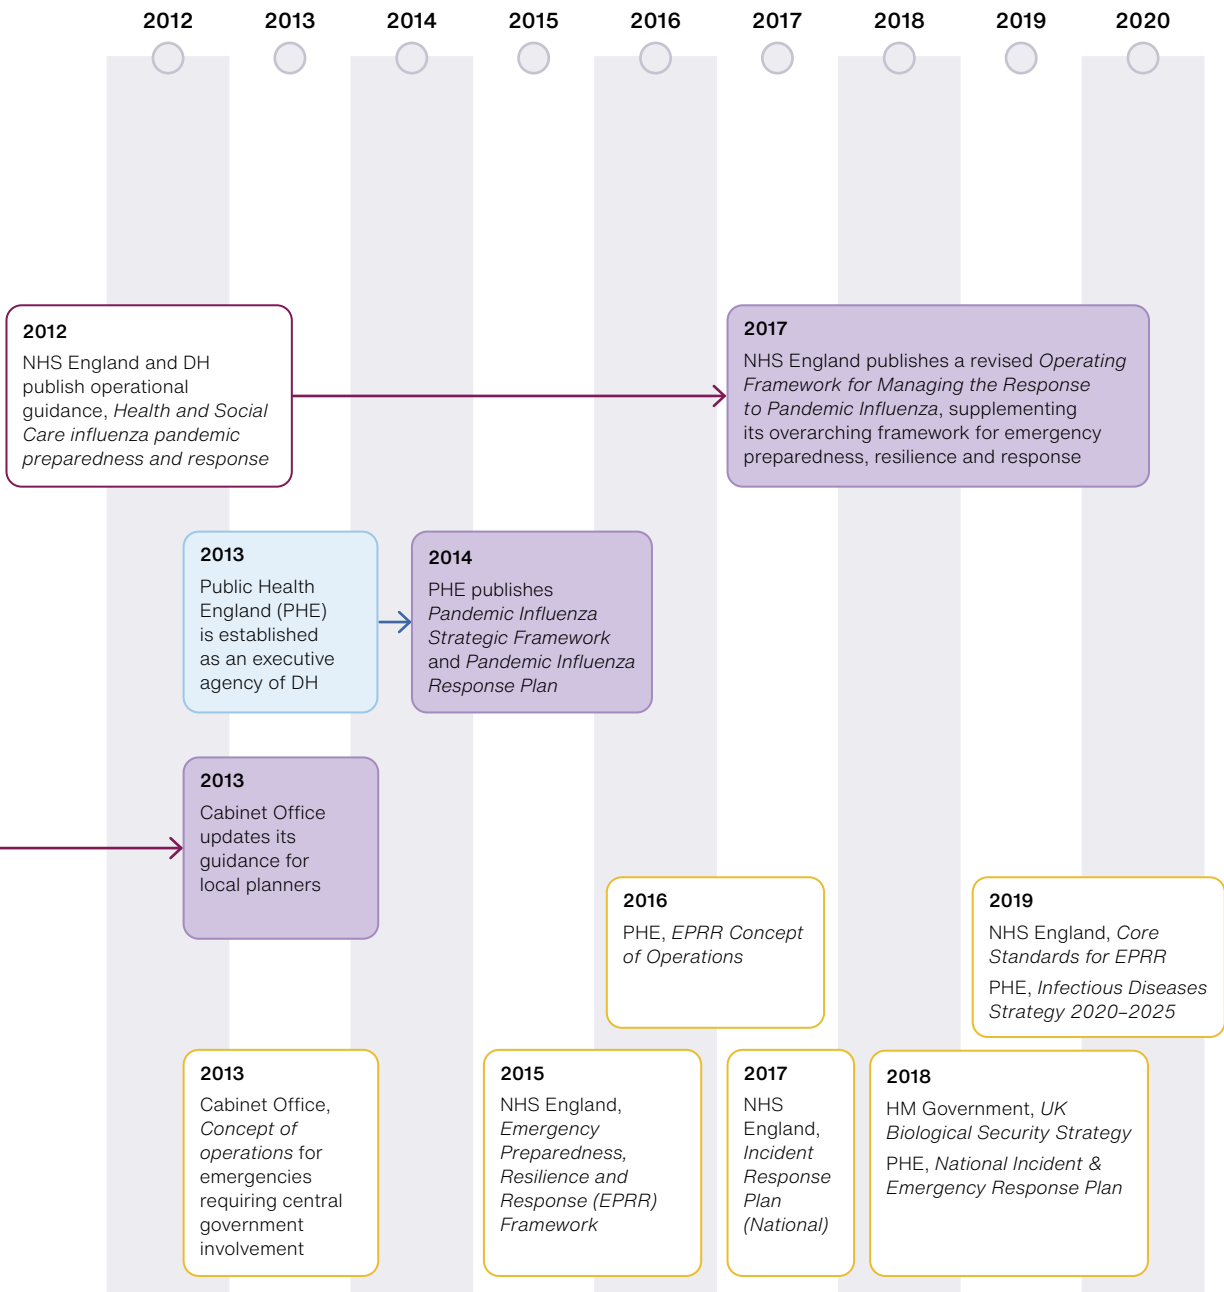 2012 2013 2014 2015 2016 2017 2018 2019 2020
2012
NHS England and DH
publish operational
guidance, Health and Social
Care influenza pandemic
preparedness and response
2017
NHS England publishes a revised Operating
Framework for Managing the Response
to Pandemic Influenza, supplementing
its overarching framework for emergency
preparedness, resilience and response
2013
Public Health
England (PHE)
is established
as an executive
agency of DH
2014
PHE publishes
Pandemic Influenza
Strategic Framework
and Pandemic Influenza
Response Plan
2013
Cabinet Office
updates its
guidance for
local planners
2016
PHE, EPRR Concept
of Operations
2019
NHS England, Core
Standards for EPRR
PHE, Infectious Diseases
Strategy 2020–2025
2013
Cabinet Office,
Concept of
operations for
emergencies
requiring central
government
involvement
2015
NHS England,
Emergency
Preparedness,
Resilience and
Response (EPRR)
Framework
2017
NHS
England,
Incident
Response
Plan
(National)
2018
HM Government, UK
Biological Security Strategy
PHE, National Incident &
Emergency Response Plan